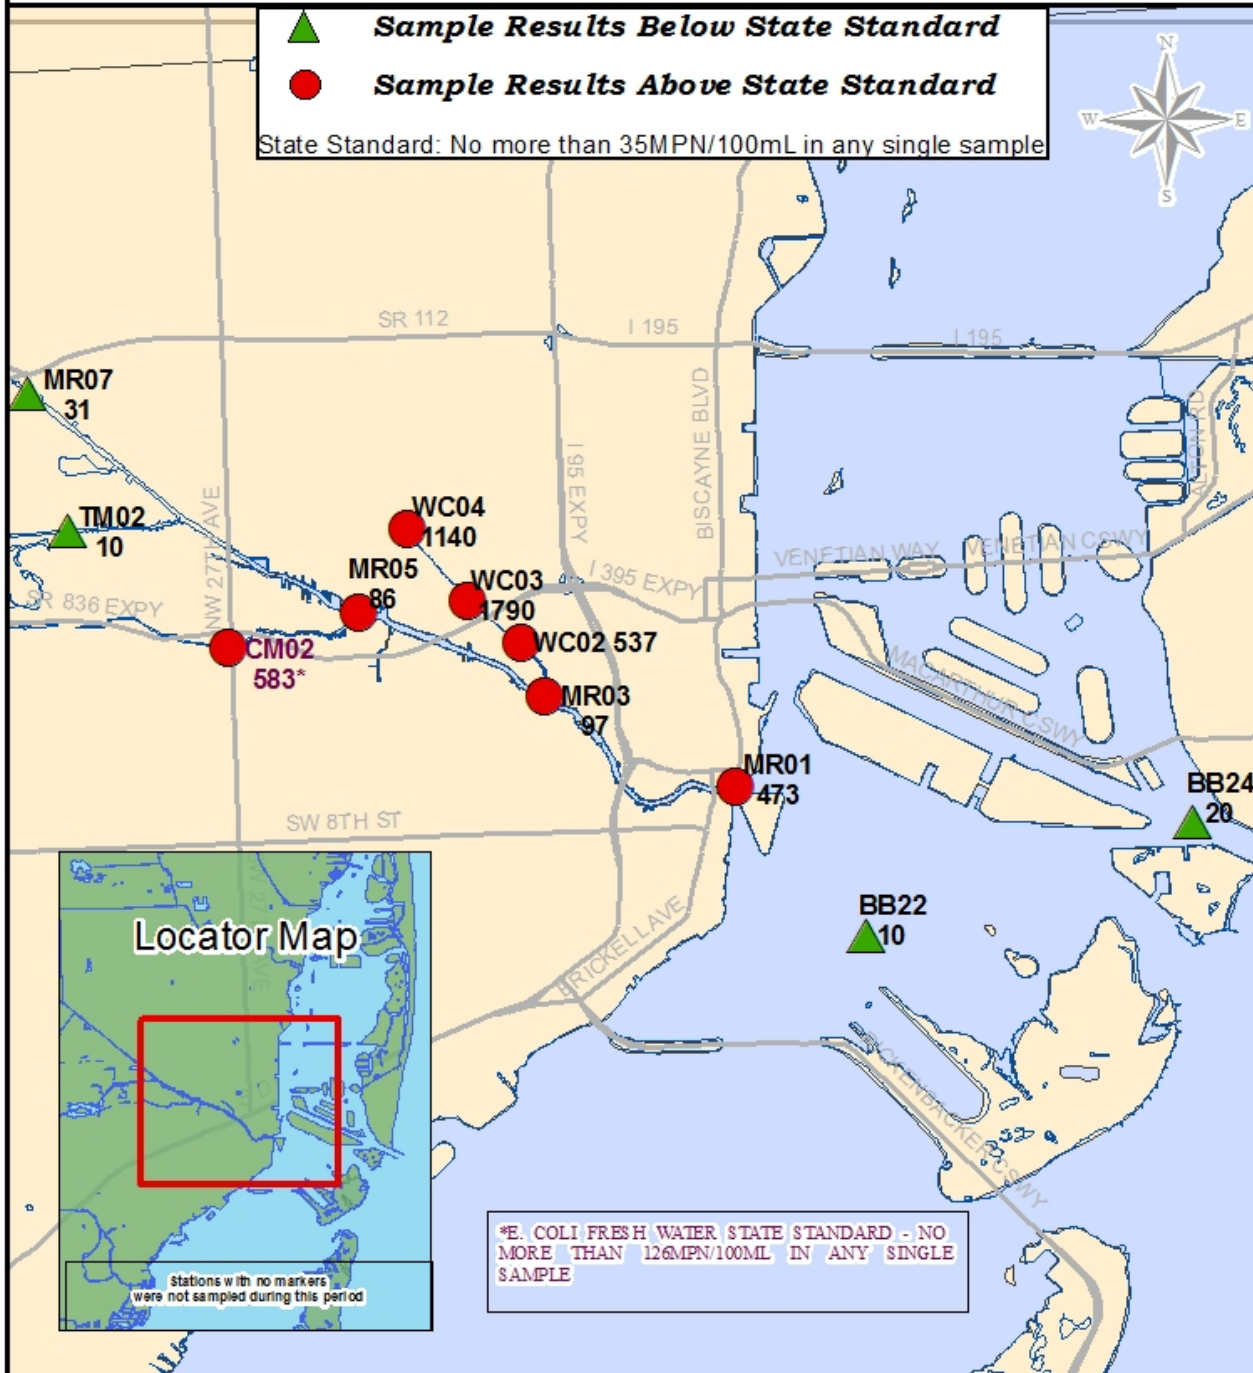 Sample Results Below State Standard
Sample Results Above State Standard
State Standard: No more than 35MPN/100mL in any single sample
N
W
E
S
SR 112
I 195
I 195
MR07
31
BISCAYNE BLVD
ALTON RD
I 95 EXPY
NW 27TH AVE
TM02
10
WC04
1140
VENETIAN WAY
VENETIAN CSWY
MR05
86
WC03
1790
I 395 EXPY
SR 836 EXPY
CM02
583*
WC02 537
MR03
97
MACARTHUR CSWY
MR01
473
BB24
20
SW 8TH ST
BRICKELL AVE
BB22
10
Locator Map
RICKENBACKER CSWY
*E. COLI FRESH WATER STATE STANDARD - NO
MORE THAN 126MPN/100ML IN ANY SINGLE
SAMPLE
Stations with no markers
were not sampled during this period